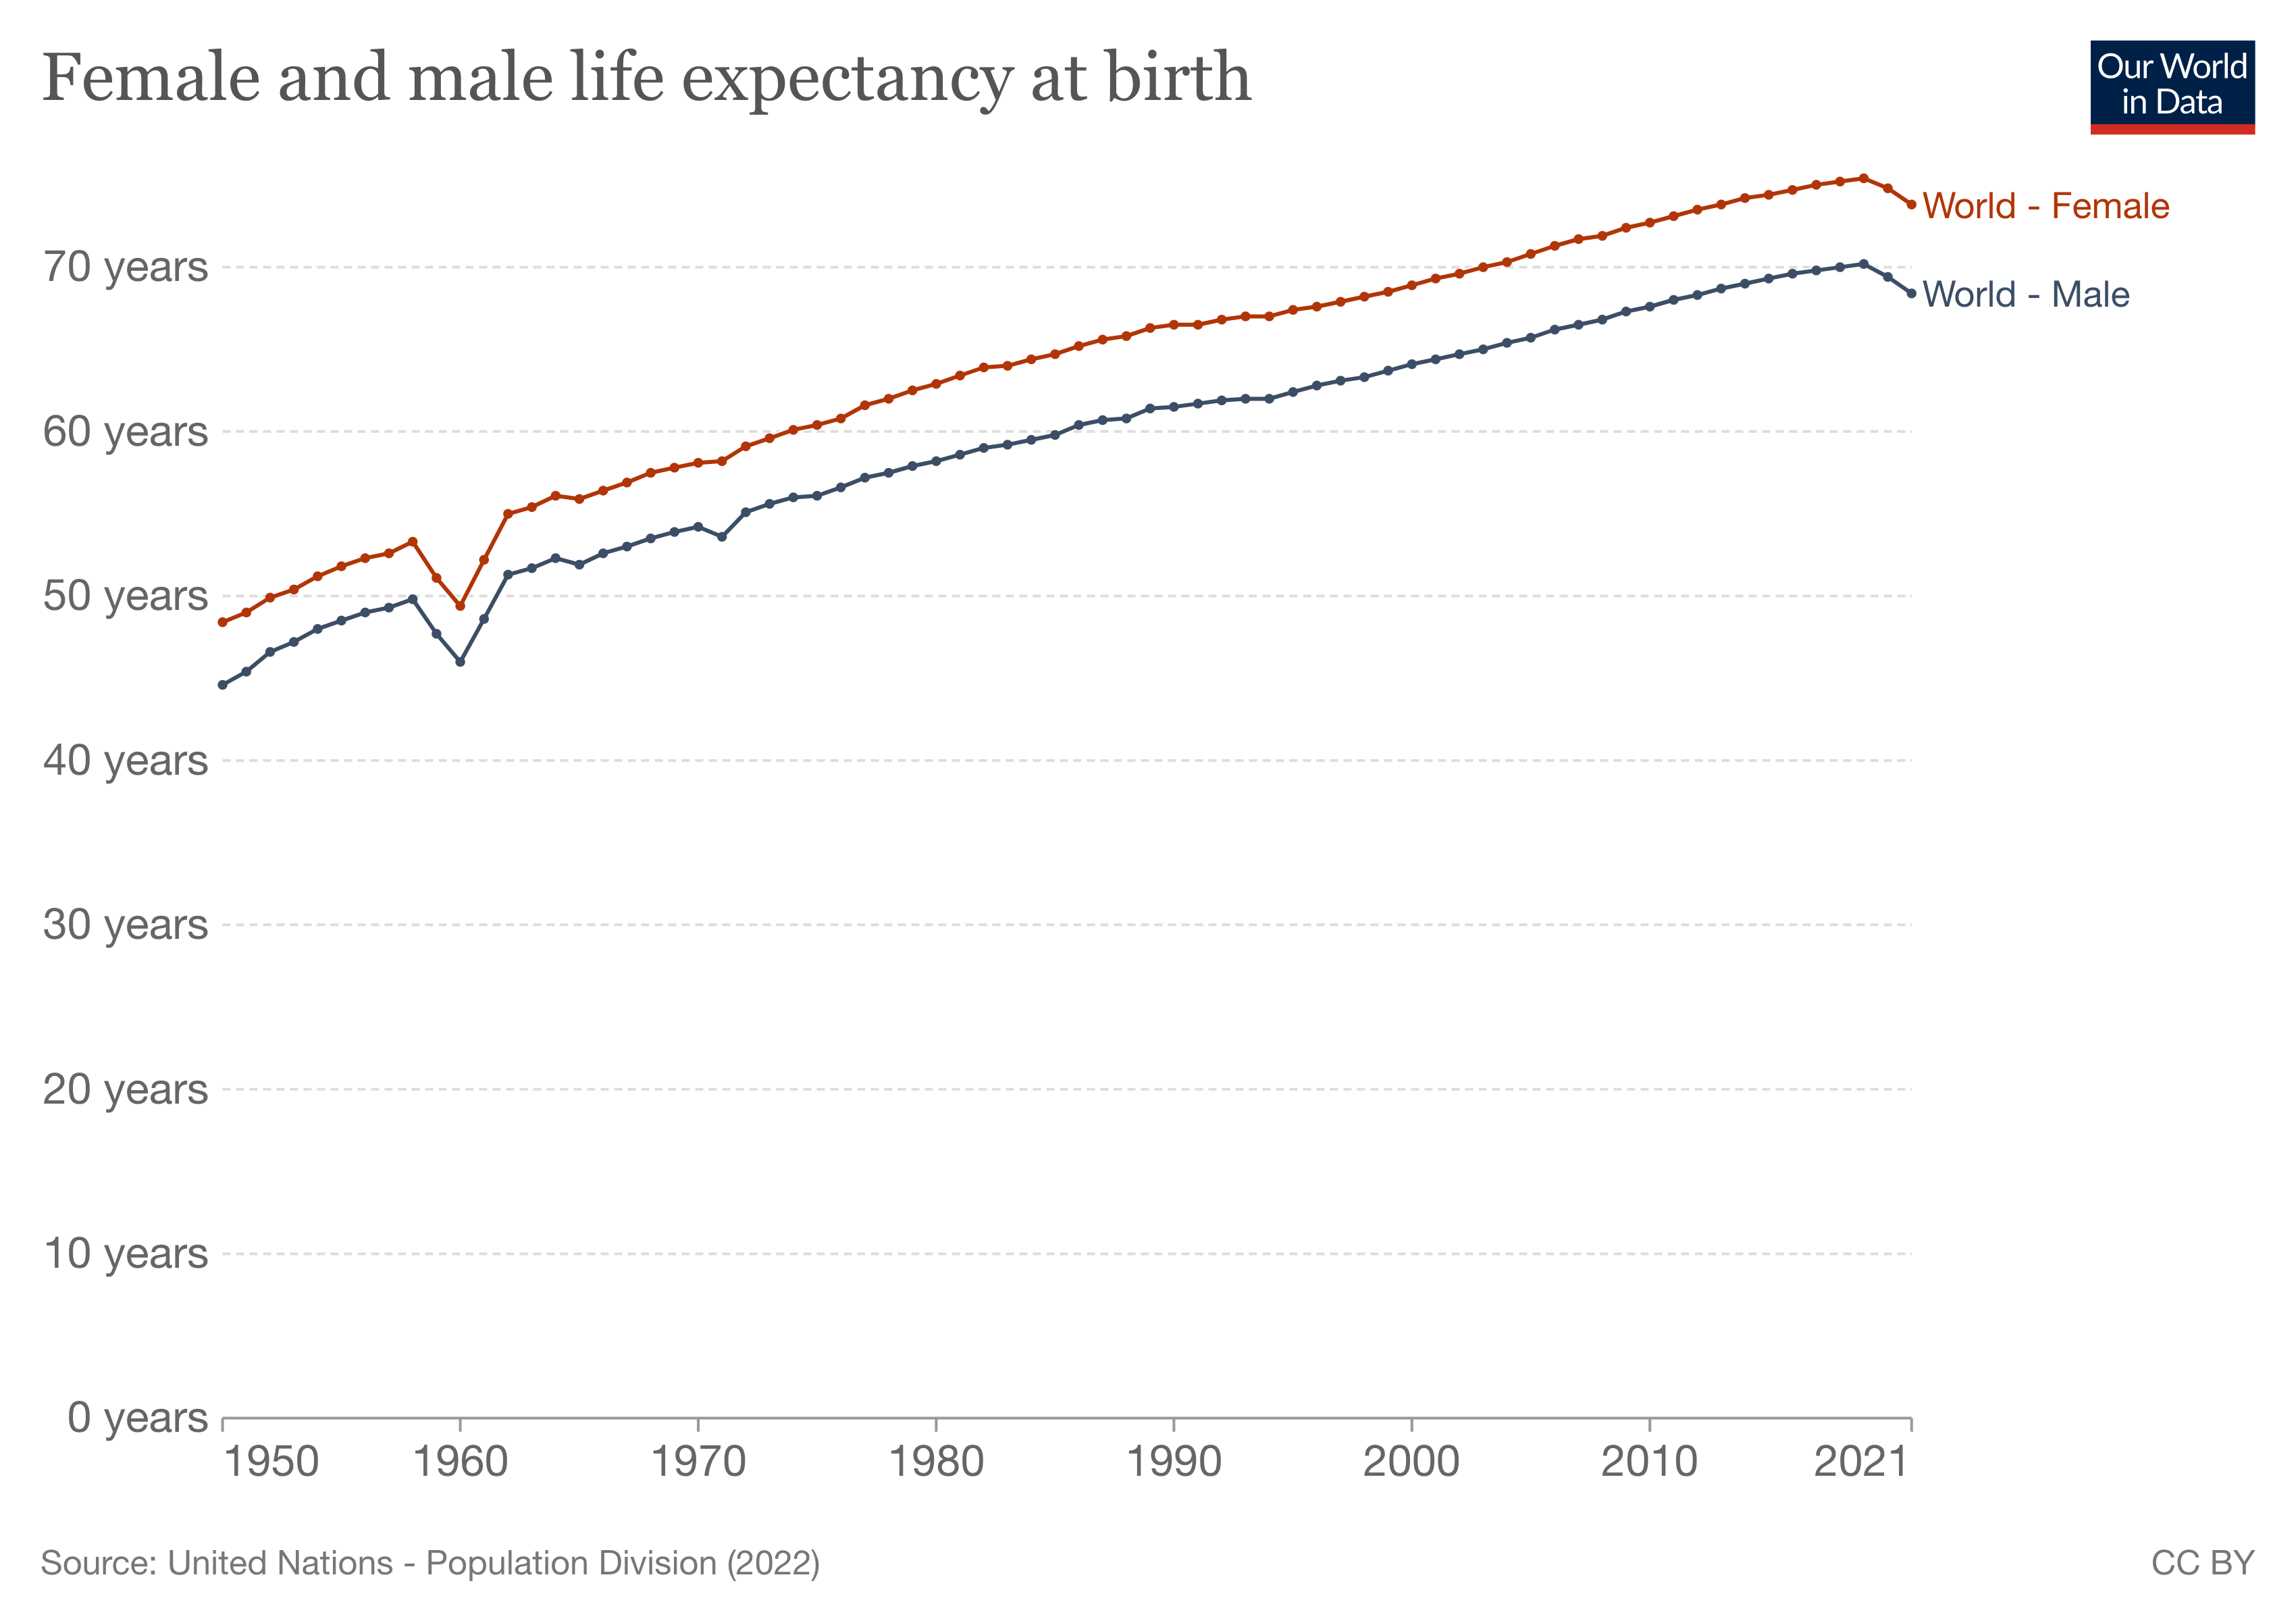 Female and male life expectancy at birth
Our World
in Data
World - Female
70 years
World - Male
60 years
50 years
40 years
30 years
20 years
10 years
0 years
1950 1960 1970 1980 1990 2000 2010 2021
Source: United Nations - Population Division (2022)
CC BY